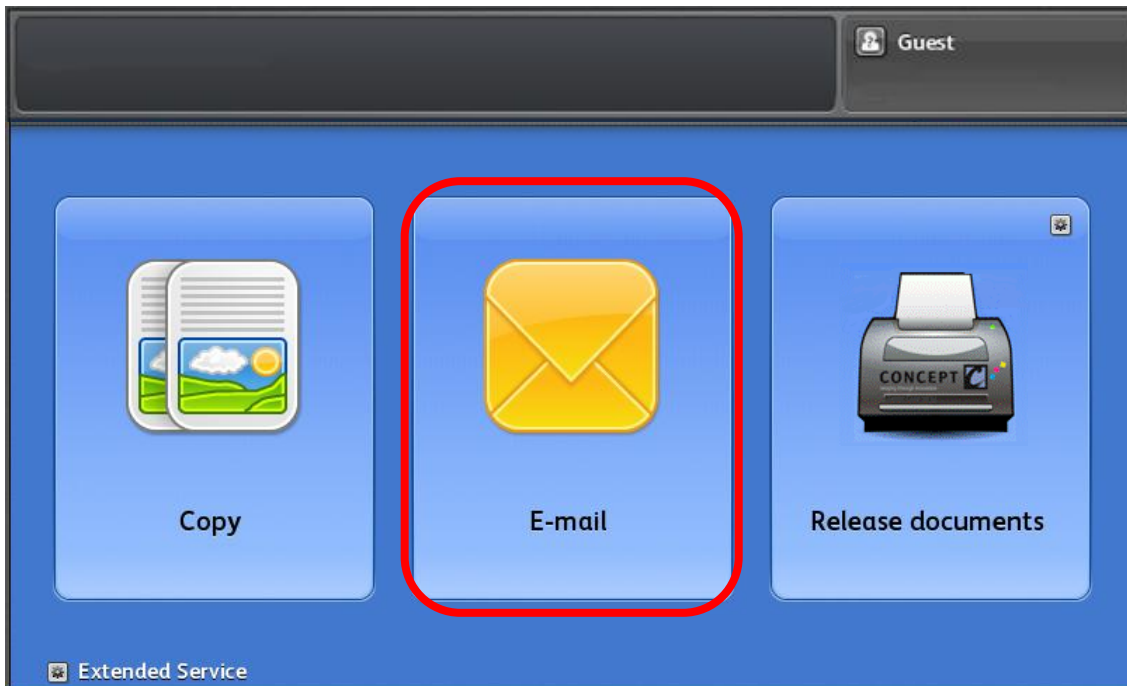 Guest
CONCEPT
Copy
E-mail
Release documents
Extended Service